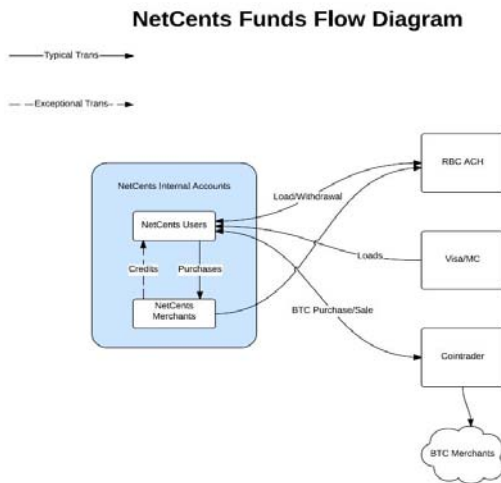 NetCents Funds Flow Diagram
Typical Trans
Exceptional Trans
RBC ACH
NetCents Internal Accounts
Load/Withdrawal
NetCents Users
Loads
Visa/MC
Credits
Purchases
NetCents
Merchants
BTC Purchase/Sale
Cointrader
BTC Merchants